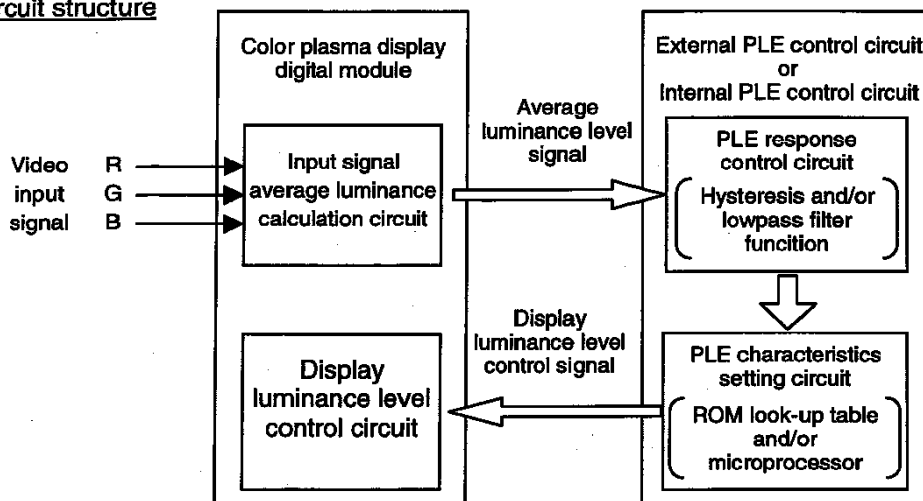 rcuit structure
Color plasma display
digital module
Video R
input G
signal B
Input signal
average luminance
calculation circuit
Average
luminance level
signal
External PLE control circuit
or
Internal PLE control circuit
PLE response
control circuit
Hysteresis and/or
lowpass filter
funcition
Display
luminance level
control circuit
Display
luminance level
control signal
PLE characteristics
setting circuit
ROM look-up table
and/or
microprocessor